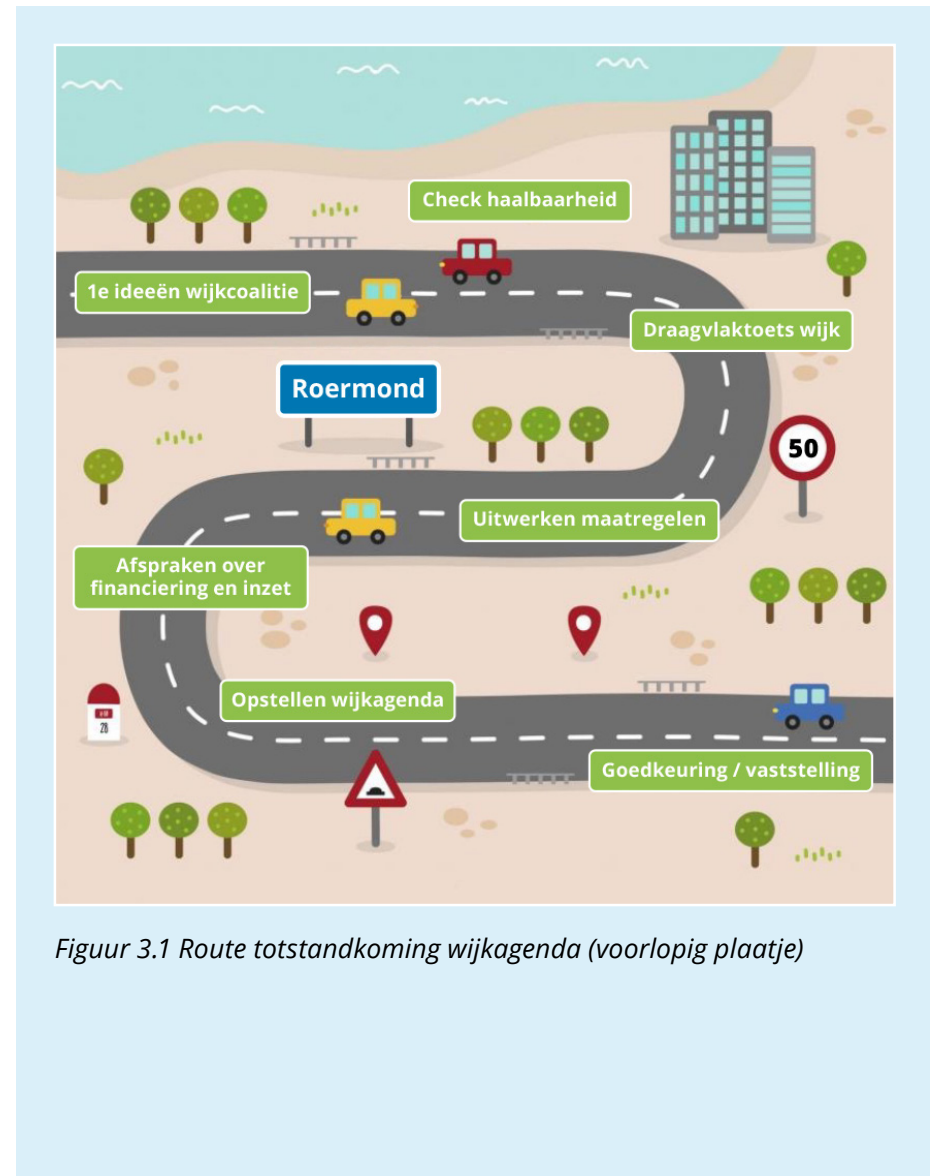 Check haalbaarheid
1e ideeën wijkcoalitie
Draagvlaktoets wijk
Roermond
50
Uitwerken maatregelen
Afspraken over
financiering en inzet
Opstellen wijkagenda
28
Goedkeuring / vaststelling
Figuur 3.1 Route totstandkoming wijkagenda (voorlopig plaatje)